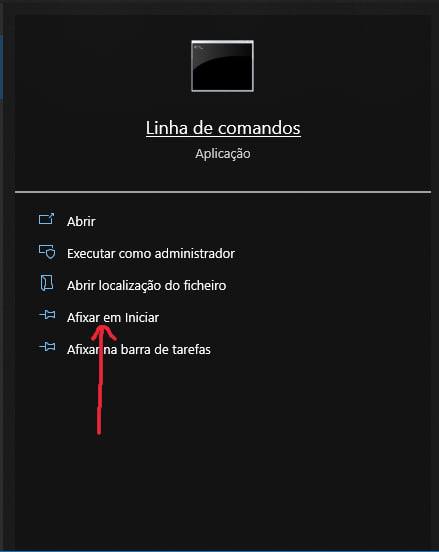 Linha de comandos
Aplicação
Abrir
Executar como administrador
Abrir localização do ficheiro
Afixar em Iniciar
Afixar na barra de tarefas